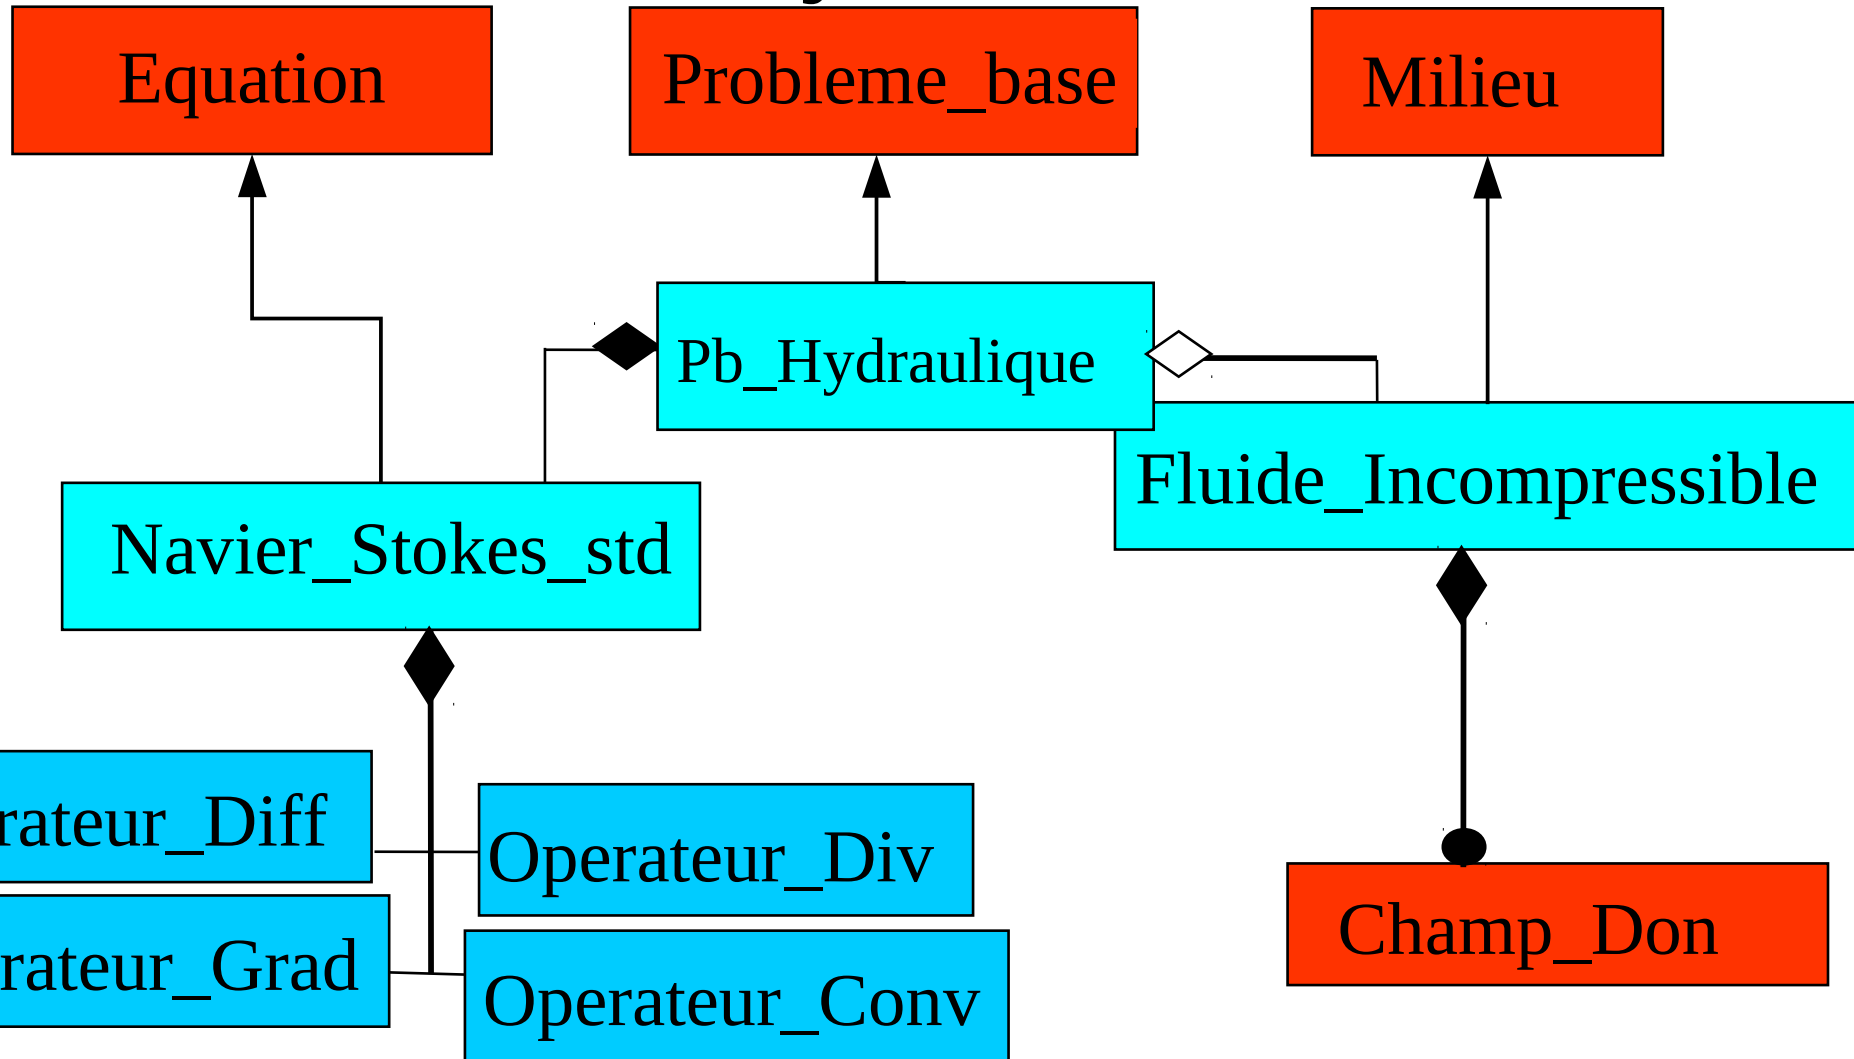 Equation
Probleme_base
Milieu
Pb_Hydraulique
Fluide_Incompressible
Navier_Stokes_std
rateur_Diff
Operateur_Div
Champ_Don
rateur_Grad
Operateur_Conv